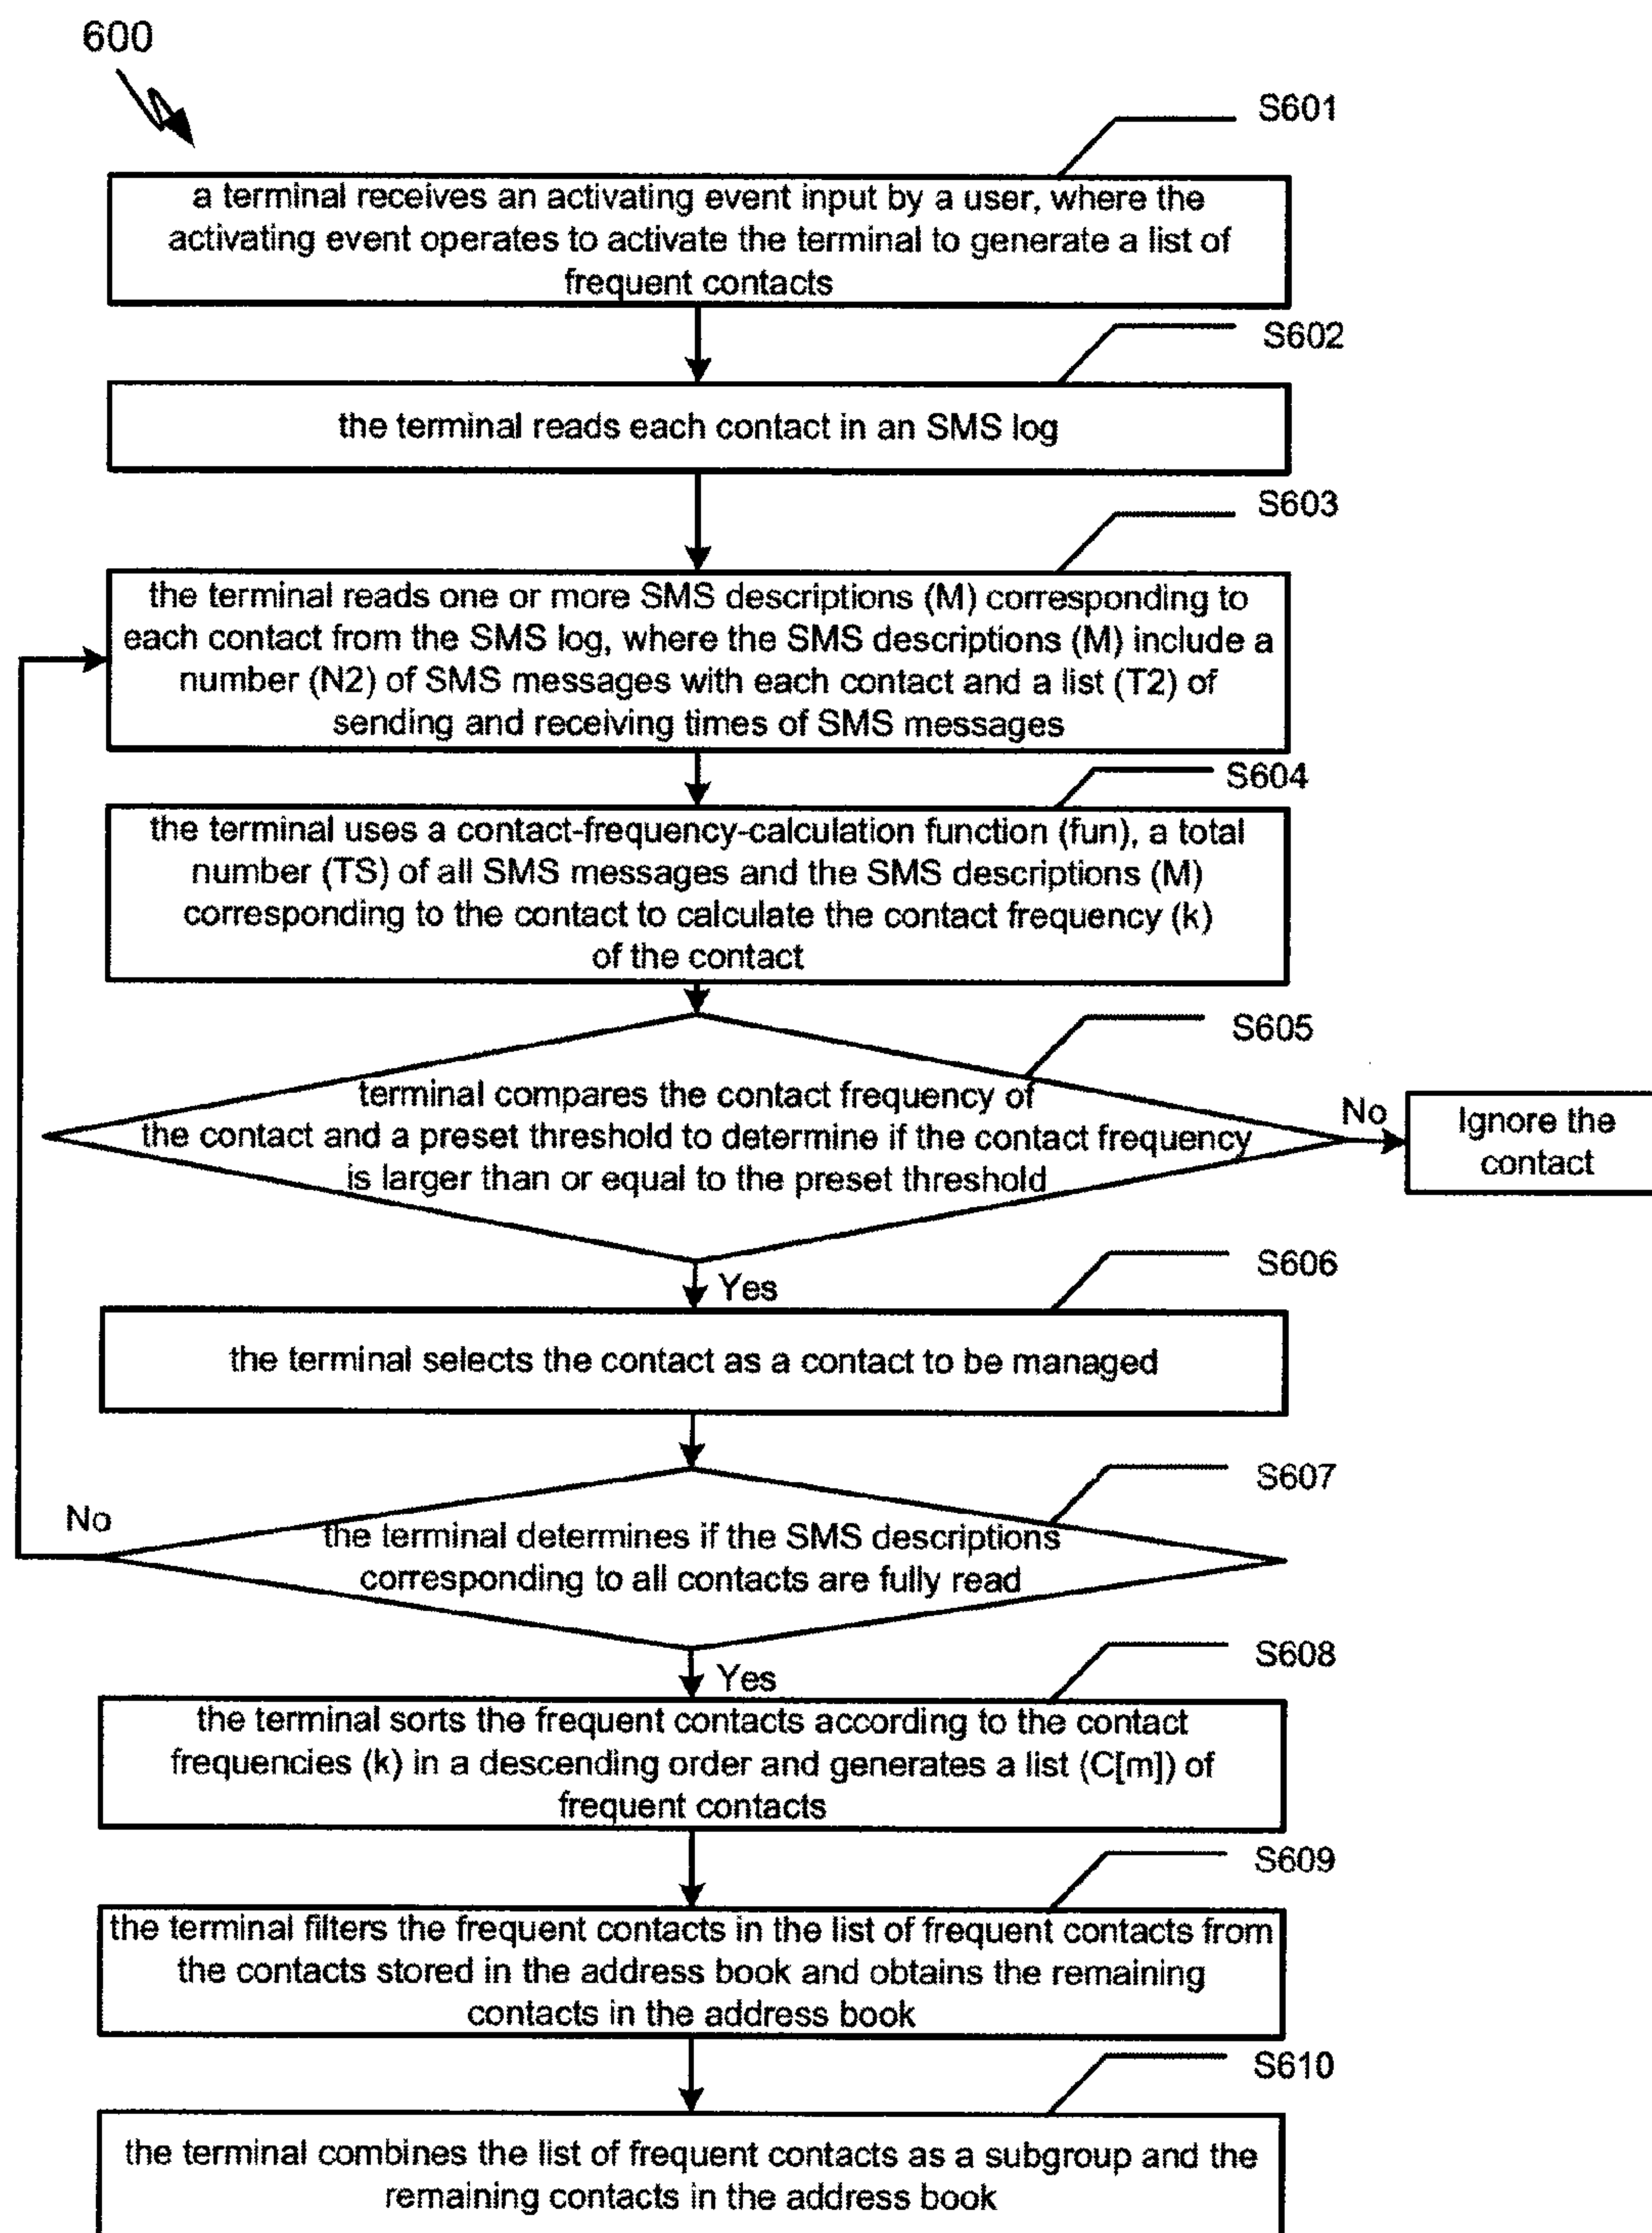 600
S601
a terminal receives an activating event input by a user, where the
activating event operates to activate the terminal to generate a list of
frequent contacts
S602
the terminal reads each contact in an SMS log
S603
the terminal reads one or more SMS descriptions (M) corresponding to
each contact from the SMS log, where the SMS descriptions (M) include a
number (N2) of SMS messages with each contact and a list (T2) of
sending and receiving times of SMS messages
S604
the terminal uses a contact-frequency-calculation function (fun), a total
number (TS) of all SMS messages and the SMS descriptions (M)
corresponding to the contact to calculate the contact frequency (k)
of the contact
S605
terminal compares the contact frequency of
the contact and a preset threshold to determine if the contact frequency
is larger than or equal to the preset threshold
No
Ignore the
contact
Yes
S606
the terminal selects the contact as a contact to be managed
S607
No
the terminal determines if the SMS descriptions
corresponding to all contacts are fully read
Yes
S608
the terminal sorts the frequent contacts according to the contact
frequencies (k) in a descending order and generates a list (C[m]) of
frequent contacts
S609
the terminal filters the frequent contacts in the list of frequent contacts from
the contacts stored in the address book and obtains the remaining
contacts in the address book
S610
the terminal combines the list of frequent contacts as a subgroup and the
remaining contacts in the address book